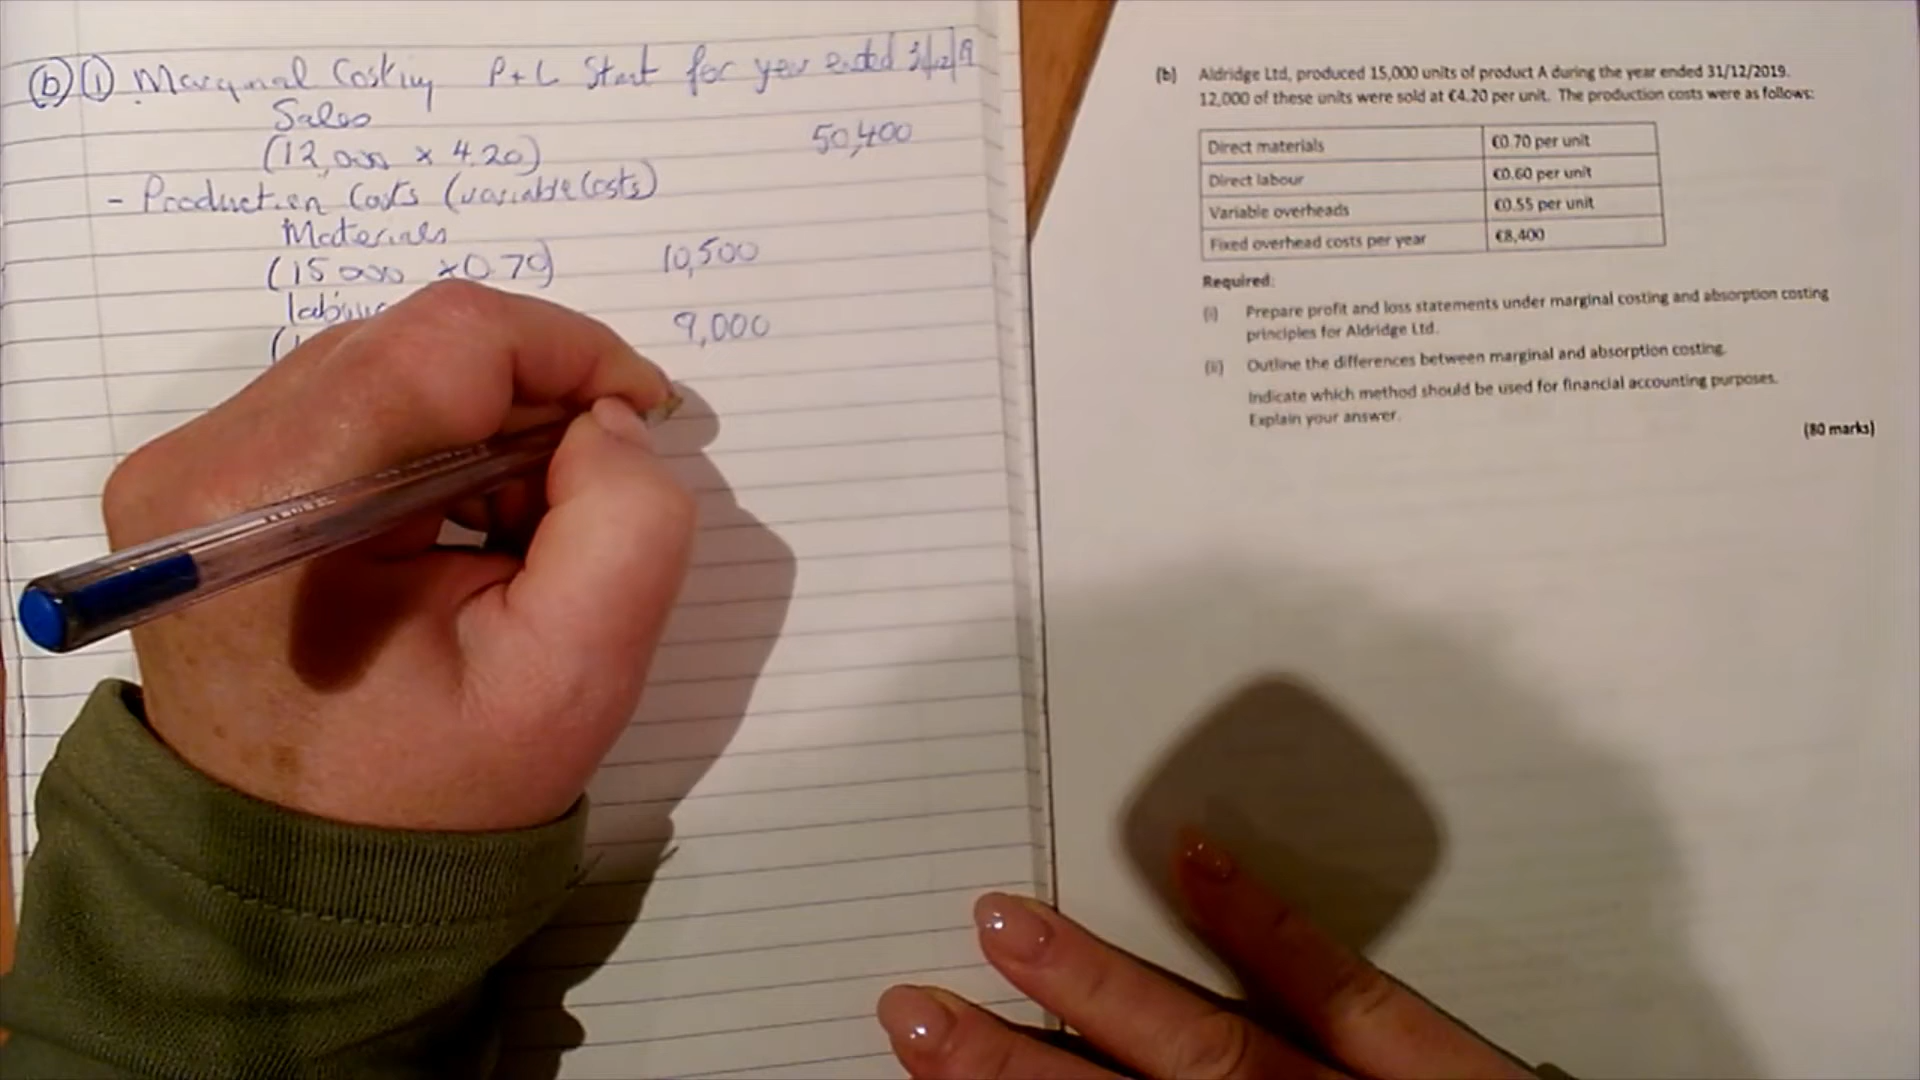 (b) (1) Marginal Costing P+L Stmt for year ended 31/12/19
Sales
(12,000 x 4.20) 50,400
- Production Costs (variable Costs)
Materials
(15 000 x 0.70) 10,500
labour
( 9,000
(b) Aldridge Ltd, produced 15,000 units of product A during the year ended 31/12/2019.
12,000 of these units were sold at €4.20 per unit. The production costs were as follows:
Direct materials €0.70 per unit
Direct labour €0.60 per unit
Variable overheads €0.55 per unit
Fixed overhead costs per year €8,400
Required:
(i) Prepare profit and loss statements under marginal costing and absorption costing
principles for Aldridge Ltd.
(ii) Outline the differences between marginal and absorption costing.
Indicate which method should be used for financial accounting purposes.
Explain your answer.
(80 marks)